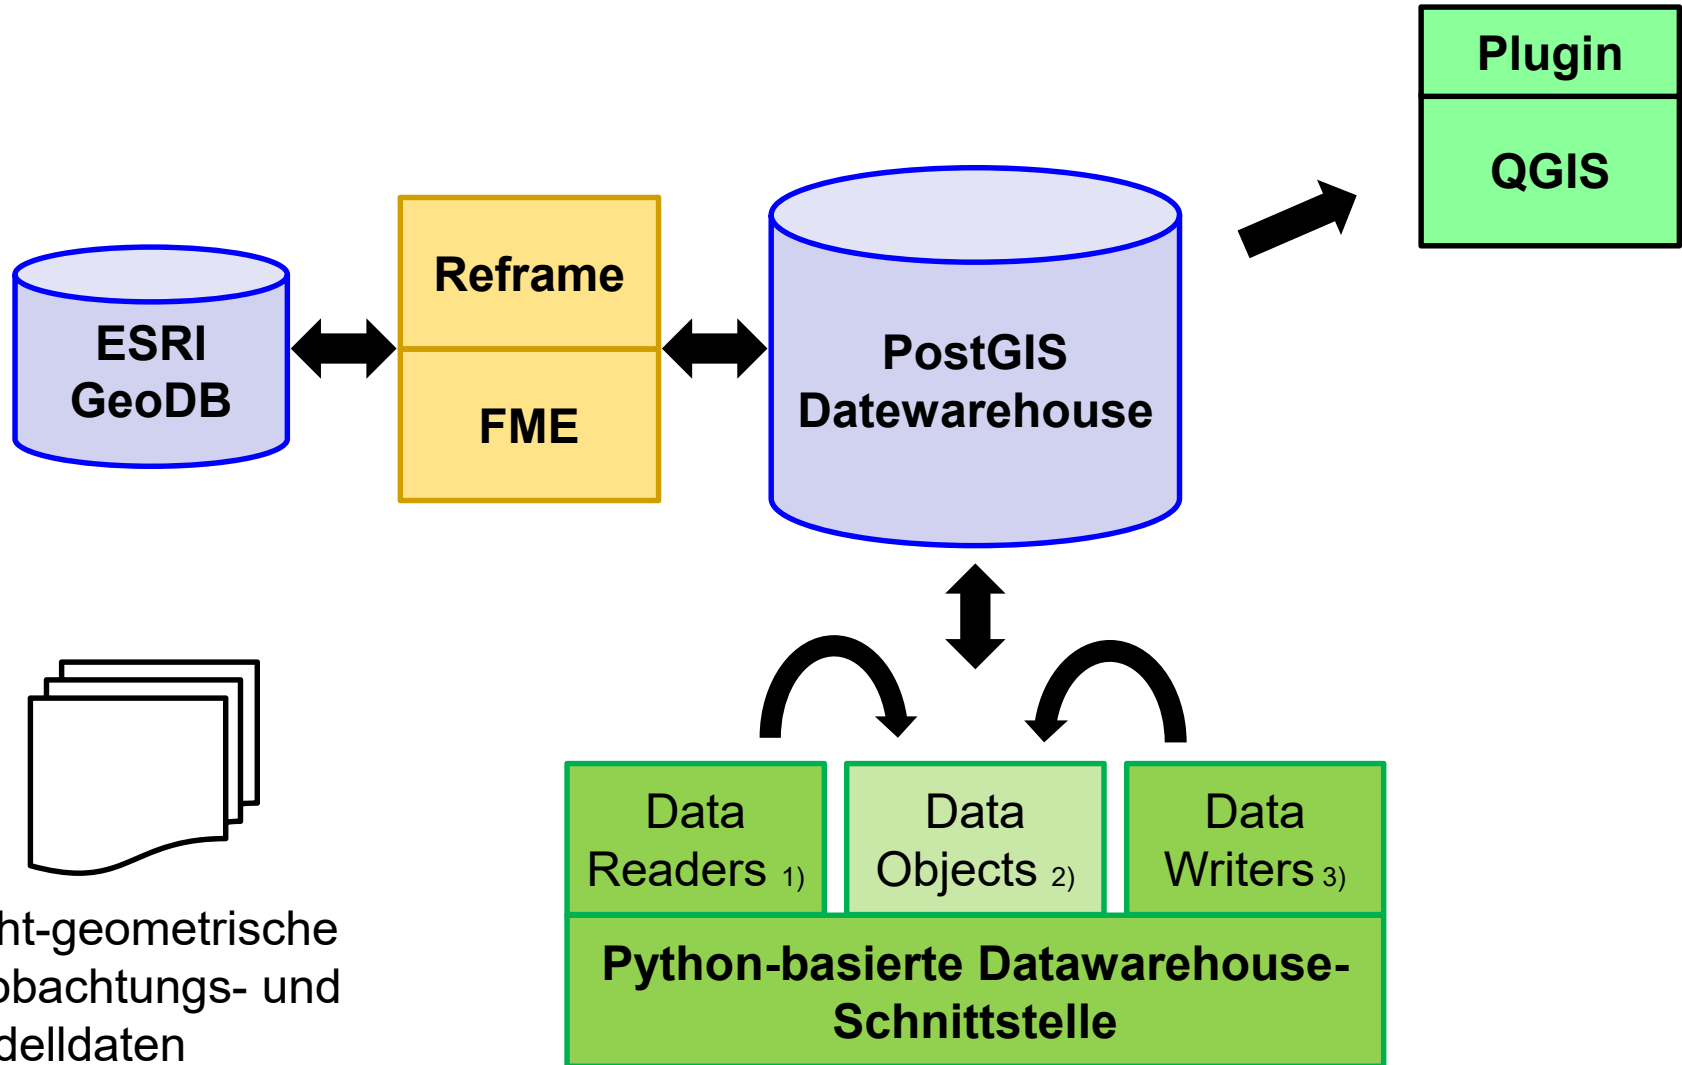 Plugin
QGIS
Reframe
FME
ESRI
GeoDB
PostGIS
Datewarehouse
Data
Readers 1)
Data
Objects 2)
Data
Writers 3)
Python-basierte Datawarehouse-
Schnittstelle
ht-geometrische
obachtungs- und
delldaten